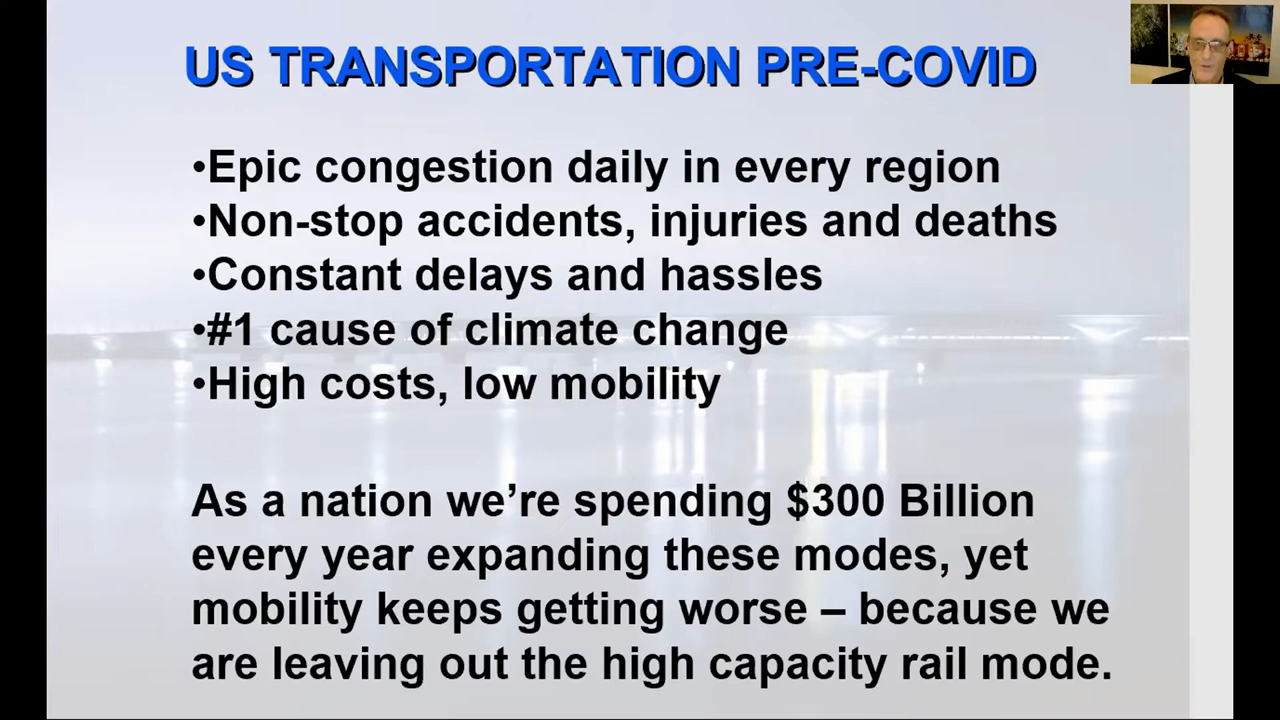 US TRANSPORTATION PRE-COVID
•Epic congestion daily in every region
•Non-stop accidents, injuries and deaths
•Constant delays and hassles
•#1 cause of climate change
•High costs, low mobility
As a nation we’re spending $300 Billion
every year expanding these modes, yet
mobility keeps getting worse – because we
are leaving out the high capacity rail mode.